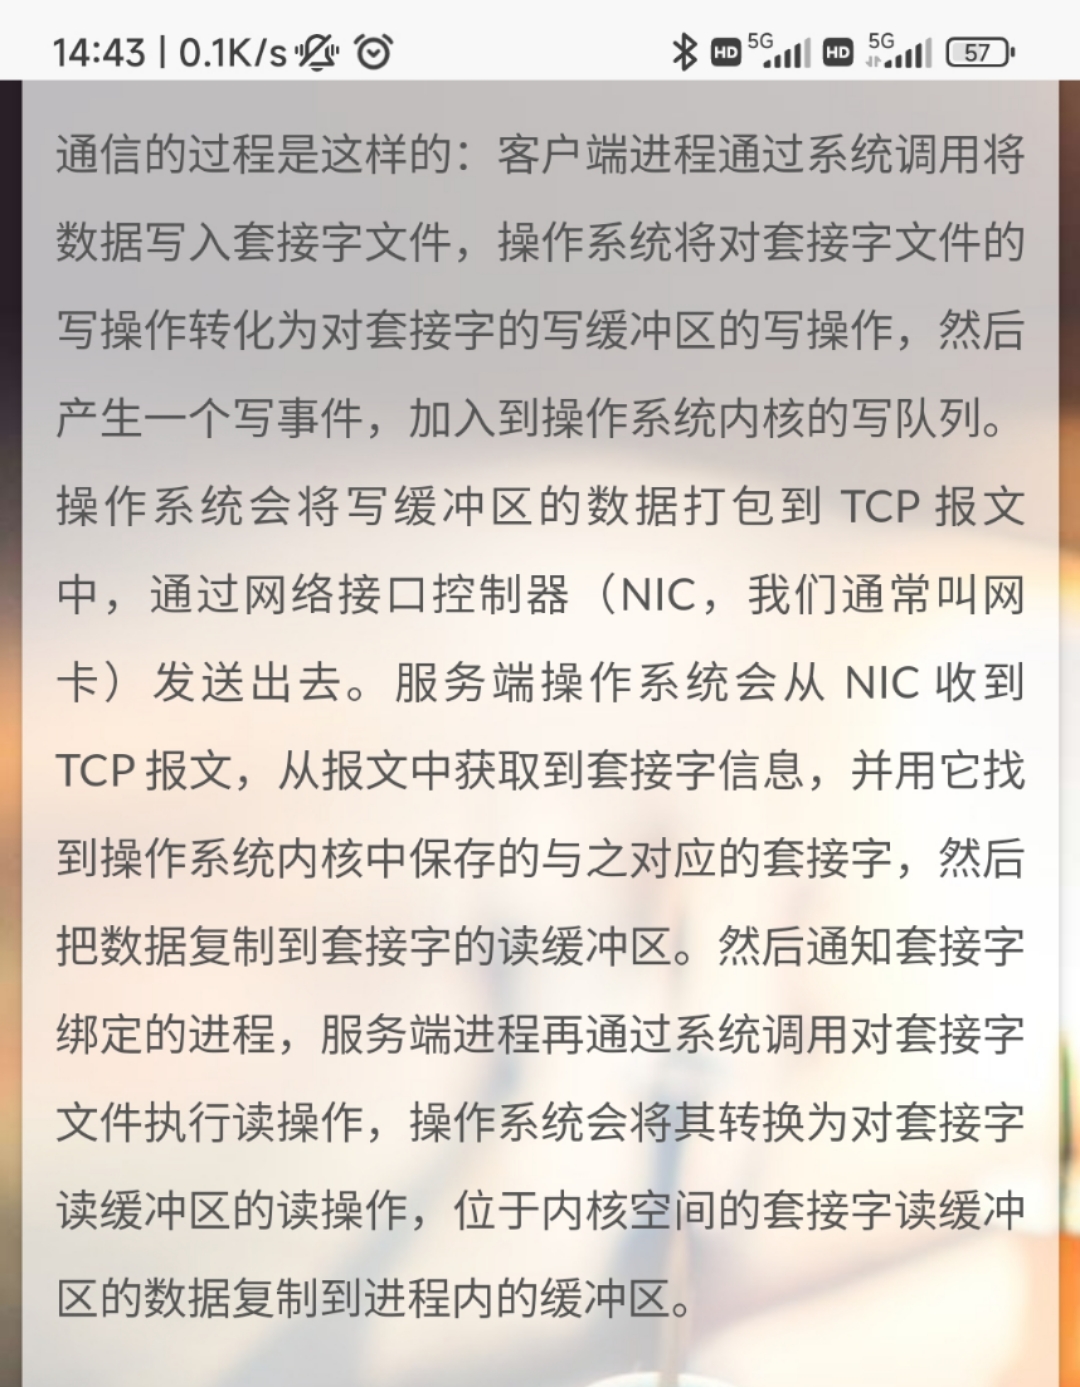 14:43 | 0.1K/s HD 5G HD 5G 57
通信的过程是这样的：客户端进程通过系统调用将
数据写入套接字文件，操作系统将对套接字文件的
写操作转化为对套接字的写缓冲区的写操作，然后
产生一个写事件，加入到操作系统内核的写队列。
操作系统会将写缓冲区的数据打包到 TCP 报文
中，通过网络接口控制器（NIC，我们通常叫网
卡）发送出去。服务端操作系统会从 NIC 收到
TCP 报文，从报文中获取到套接字信息，并用它找
到操作系统内核中保存的与之对应的套接字，然后
把数据复制到套接字的读缓冲区。然后通知套接字
绑定的进程，服务端进程再通过系统调用对套接字
文件执行读操作，操作系统会将其转换为对套接字
读缓冲区的读操作，位于内核空间的套接字读缓冲
区的数据复制到进程内的缓冲区。